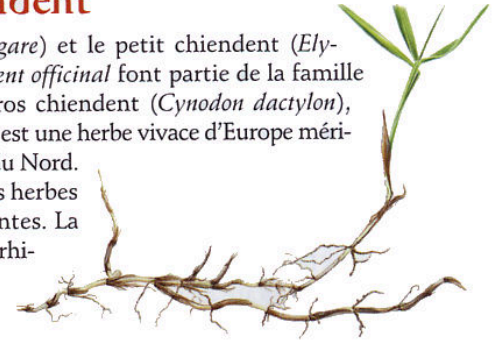 gare) et le petit chiendent (Ely-
ent officinal font partie de la famille
ros chiendent (Cynodon dactylon),
est une herbe vivace d'Europe méri-
u Nord.
s herbes
ntes. La
rhi-